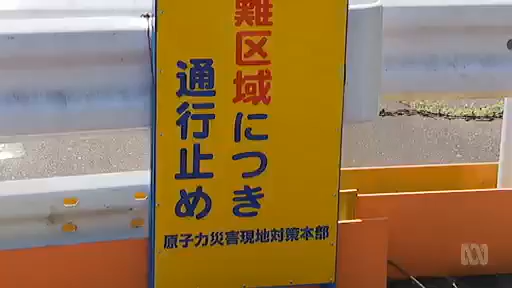 難区域につき
通行止め
原子力災害現地対策本部